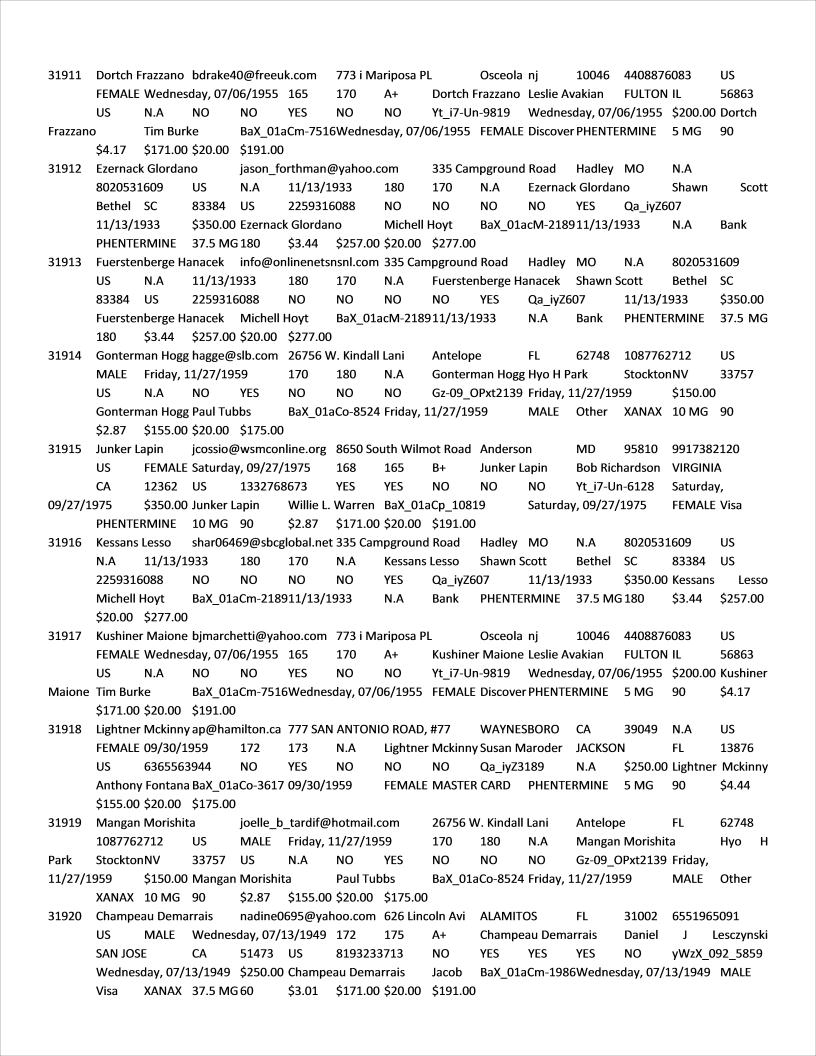 31911 Dortch Frazzano bdrake40@freeuk.com 773 i Mariposa PL Osceola nj 10046 4408876083 US
FEMALE Wednesday, 07/06/1955 165 170 A+ Dortch Frazzano Leslie Avakian FULTON IL 56863
US N.A NO NO YES NO NO Yt_i7-Un-9819 Wednesday, 07/06/1955 $200.00 Dortch
Frazzano Tim Burke BaX_01aCm-7516Wednesday, 07/06/1955 FEMALE Discover PHENTERMINE 5 MG 90
$4.17 $171.00 $20.00 $191.00
31912 Ezernack Glordano jason_forthman@yahoo.com 335 Campground Road Hadley MO N.A
8020531609 US N.A 11/13/1933 180 170 N.A Ezernack Glordano Shawn Scott
Bethel SC 83384 US 2259316088 NO NO NO NO YES Qa_iyZ607
11/13/1933 $350.00 Ezernack Glordano Michell Hoyt BaX_01acM-218911/13/1933 N.A Bank
PHENTERMINE 37.5 MG 180 $3.44 $257.00 $20.00 $277.00
31913 Fuerstenberge Hanacek info@onlinenetsnsnl.com 335 Campground Road Hadley MO N.A 8020531609
US N.A 11/13/1933 180 170 N.A Fuerstenberge Hanacek Shawn Scott Bethel SC
83384 US 2259316088 NO NO NO NO YES Qa_iyZ607 11/13/1933 $350.00
Fuerstenberge Hanacek Michell Hoyt BaX_01acM-218911/13/1933 N.A Bank PHENTERMINE 37.5 MG
180 $3.44 $257.00 $20.00 $277.00
31914 Gonterman Hogg hagge@slb.com 26756 W. Kindall Lani Antelope FL 62748 1087762712 US
MALE Friday, 11/27/1959 170 180 N.A Gonterman Hogg Hyo H Park StocktonNV 33757
US N.A NO YES NO NO NO Gz-09_OPxt2139 Friday, 11/27/1959 $150.00
Gonterman Hogg Paul Tubbs BaX_01aCo-8524 Friday, 11/27/1959 MALE Other XANAX 10 MG 90
$2.87 $155.00 $20.00 $175.00
31915 Junker Lapin jcossio@wsmconline.org 8650 South Wilmot Road Anderson MD 95810 9917382120
US FEMALE Saturday, 09/27/1975 168 165 B+ Junker Lapin Bob Richardson VIRGINIA
CA 12362 US 1332768673 YES YES NO NO NO Yt_i7-Un-6128 Saturday,
09/27/1975 $350.00 Junker Lapin Willie L. Warren BaX_01aCp_10819 Saturday, 09/27/1975 FEMALE Visa
PHENTERMINE 10 MG 90 $2.87 $171.00 $20.00 $191.00
31916 Kessans Lesso shar06469@sbcglobal.net 335 Campground Road Hadley MO N.A 8020531609 US
N.A 11/13/1933 180 170 N.A Kessans Lesso Shawn Scott Bethel SC 83384 US
2259316088 NO NO NO NO YES Qa_iyZ607 11/13/1933 $350.00 Kessans Lesso
Michell Hoyt BaX_01aCm-218911/13/1933 N.A Bank PHENTERMINE 37.5 MG 180 $3.44 $257.00
$20.00 $277.00
31917 Kushiner Maione bjmarchetti@yahoo.com 773 i Mariposa PL Osceola nj 10046 4408876083 US
FEMALE Wednesday, 07/06/1955 165 170 A+ Kushiner Maione Leslie Avakian FULTON IL 56863
US N.A NO NO YES NO NO Yt_i7-Un-9819 Wednesday, 07/06/1955 $200.00 Kushiner
Maione Tim Burke BaX_01aCm-7516Wednesday, 07/06/1955 FEMALE Discover PHENTERMINE 5 MG 90 $4.17
$171.00 $20.00 $191.00
31918 Lightner Mckinny ap@hamilton.ca 777 SAN ANTONIO ROAD, #77 WAYNESBORO CA 39049 N.A US
FEMALE 09/30/1959 172 173 N.A Lightner Mckinny Susan Maroder JACKSON FL 13876
US 6365563944 NO YES NO NO NO Qa_iyZ3189 N.A $250.00 Lightner Mckinny
Anthony Fontana BaX_01aCo-3617 09/30/1959 FEMALE MASTER CARD PHENTERMINE 5 MG 90 $4.44
$155.00 $20.00 $175.00
31919 Mangan Morishita joelle_b_tardif@hotmail.com 26756 W. Kindall Lani Antelope FL 62748
1087762712 US MALE Friday, 11/27/1959 170 180 N.A Mangan Morishita Hyo H
Park StocktonNV 33757 US N.A NO YES NO NO NO Gz-09_OPxt2139 Friday,
11/27/1959 $150.00 Mangan Morishita Paul Tubbs BaX_01aCo-8524 Friday, 11/27/1959 MALE Other
XANAX 10 MG 90 $2.87 $155.00 $20.00 $175.00
31920 Champeau Demarrais nadine0695@yahoo.com 626 Lincoln Avi ALAMITOS FL 31002 6551965091
US MALE Wednesday, 07/13/1949 172 175 A+ Champeau Demarrais Daniel J Lesczynski
SAN JOSE CA 51473 US 8193233713 NO YES YES YES NO yWzX_092_5859
Wednesday, 07/13/1949 $250.00 Champeau Demarrais Jacob BaX_01aCm-1986Wednesday, 07/13/1949 MALE
Visa XANAX 37.5 MG 60 $3.01 $171.00 $20.00 $191.00